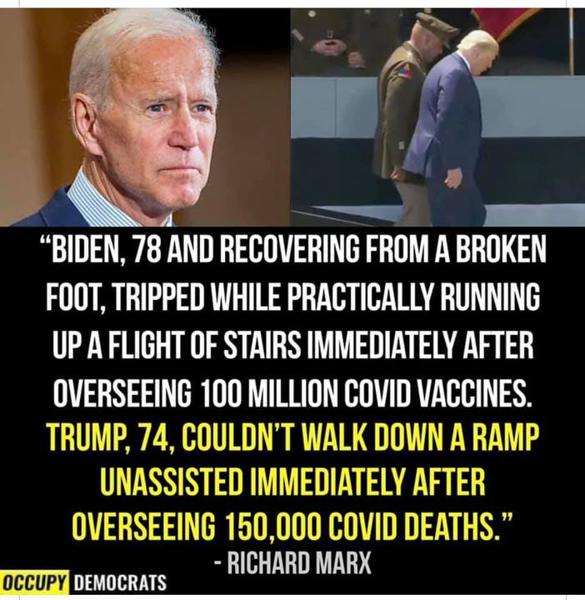 “BIDEN, 78 AND RECOVERING FROM A BROKEN
FOOT, TRIPPED WHILE PRACTICALLY RUNNING
UP A FLIGHT OF STAIRS IMMEDIATELY AFTER
OVERSEEING 100 MILLION COVID VACCINES.
TRUMP, 74, COULDN’T WALK DOWN A RAMP
UNASSISTED IMMEDIATELY AFTER
OVERSEEING 150,000 COVID DEATHS.”
- RICHARD MARX
OCCUPY DEMOCRATS